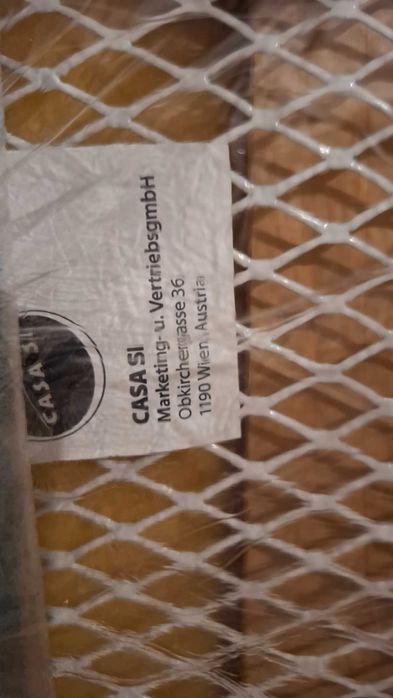 CASA SI
CASA SI
Marketing- u. VertriebsgmbH
Obkirchergasse 36
1190 Wien, Austria